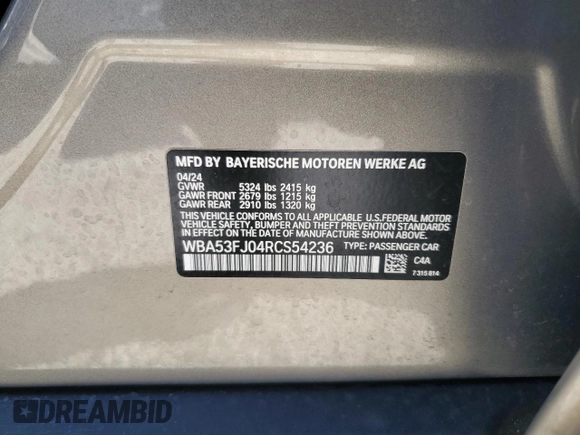 MFD BY BAYERISCHE MOTOREN WERKE AG
04/24
GVWR 5324 lbs 2415 kg
GAWR FRONT 2679 lbs 1215 kg
GAWR REAR 2910 lbs 1320 kg
THIS VEHICLE CONFORMS TO ALL APPLICABLE U.S.FEDERAL MOTOR
VEHICLE SAFETY, BUMPER AND THEFT PREVENTION STANDARDS
IN EFFECT ON THE DATE OF MANUFACTURE SHOWN ABOVE.
WBA53FJ04RCS54236 TYPE: PASSENGER CAR
C4A
7315814
DREAMBID